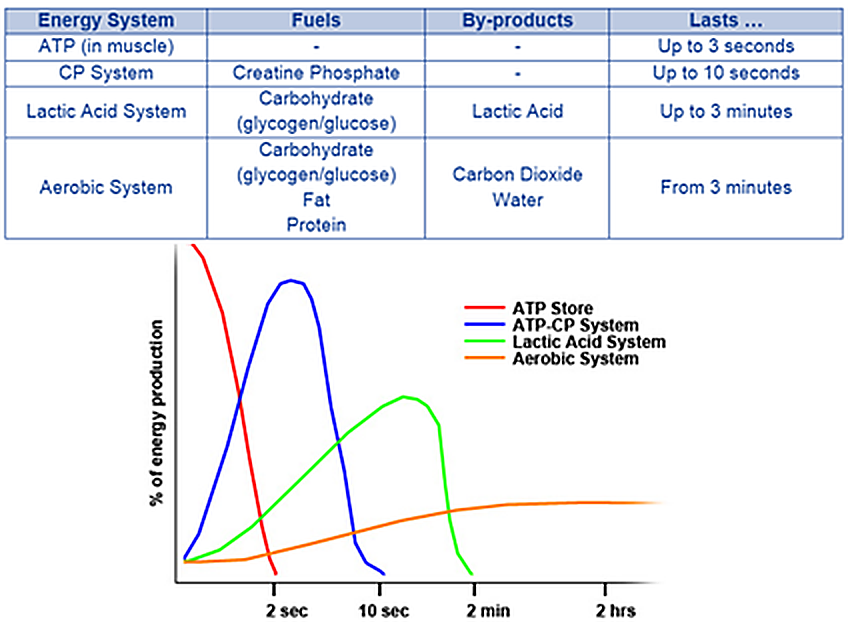 Energy System Fuels By-products Lasts ...
ATP (in muscle) - - Up to 3 seconds
CP System Creatine Phosphate - Up to 10 seconds
Lactic Acid System Carbohydrate
(glycogen/glucose) Lactic Acid Up to 3 minutes
Aerobic System Carbohydrate
(glycogen/glucose)
Fat
Protein Carbon Dioxide
Water From 3 minutes
% of energy production
ATP Store
ATP-CP System
Lactic Acid System
Aerobic System
2 sec 10 sec 2 min 2 hrs